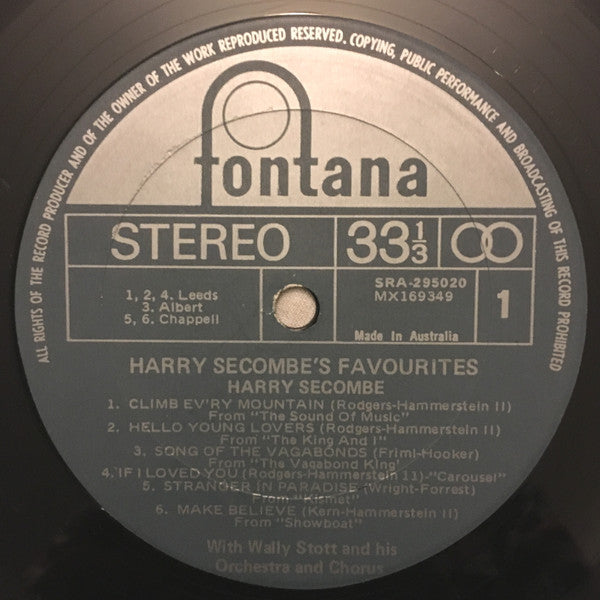 ALL RIGHTS OF THE RECORD PRODUCER AND OF THE OWNER OF THE WORK REPRODUCED RESERVED. COPYING, PUBLIC PERFORMANCE AND BROADCASTING OF THIS RECORD PROHIBITED
fontana
STEREO
33 1/3
SRA-295020
MX169349
1
1, 2, 4. Leeds
3. Albert
5, 6. Chappell
Made In Australia
HARRY SECOMBE'S FAVOURITES
HARRY SECOMBE
1. CLIMB EV'RY MOUNTAIN (Rodgers-Hammerstein II)
From "The Sound Of Music"
2. HELLO YOUNG LOVERS (Rodgers-Hammerstein II)
From "The King And I"
3. SONG OF THE VAGABONDS (Friml-Hooker)
From "The Vagabond King'
4. IF I LOVED YOU (Rodgers-Hammerstein 11)-"Carousel"
5. STRANGER IN PARADISE (Wright-Forrest)
From "Kismet"
6. MAKE BELIEVE (Kern-Hammerstein II)
From "Showboat"
With Wally Stott and his
Orchestra and Chorus